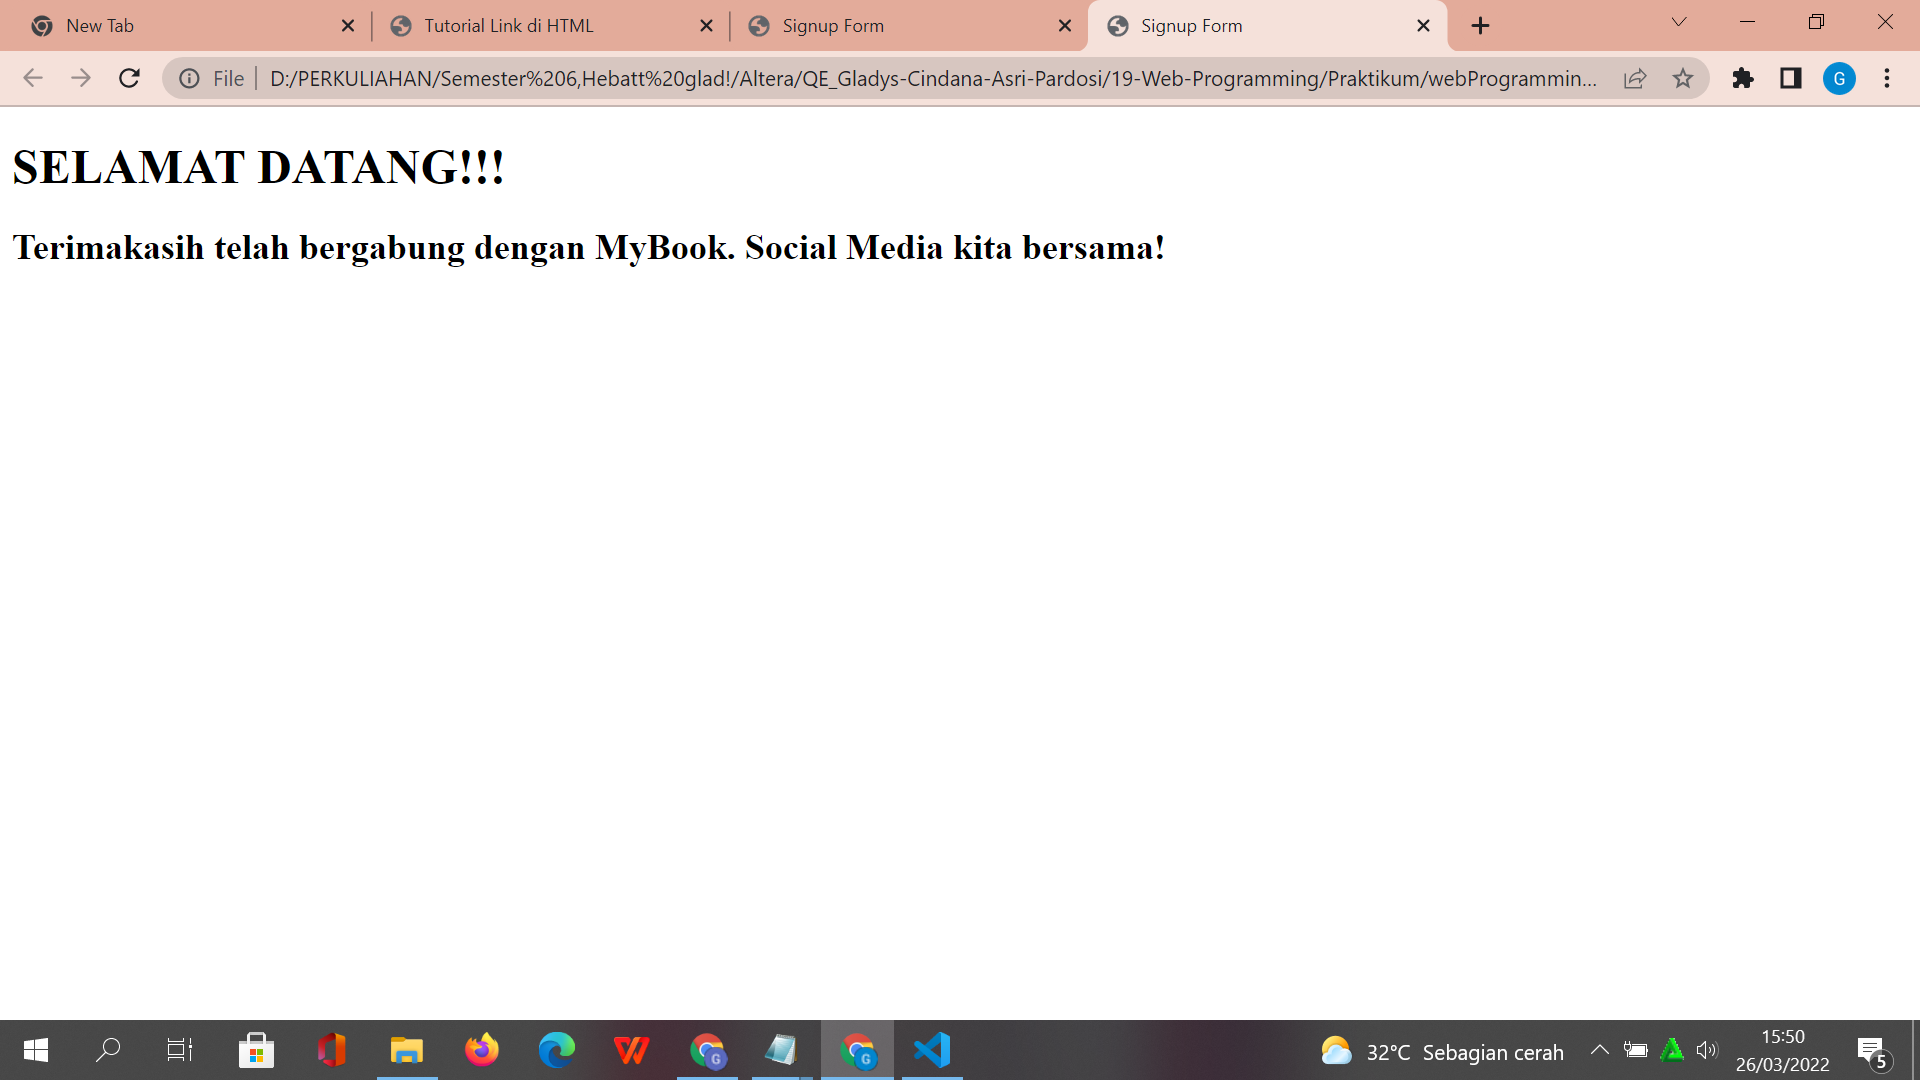 New Tab
Tutorial Link di HTML
Signup Form
Signup Form
File
D:/PERKULIAHAN/Semester%206,Hebatt%20glad!/Altera/QE_Gladys-Cindana-Asri-Pardosi/19-Web-Programming/Praktikum/webProgrammin...
G
SELAMAT DATANG!!!
Terimakasih telah bergabung dengan MyBook. Social Media kita bersama!
G
G
32°C Sebagian cerah
15:50
26/03/2022
5